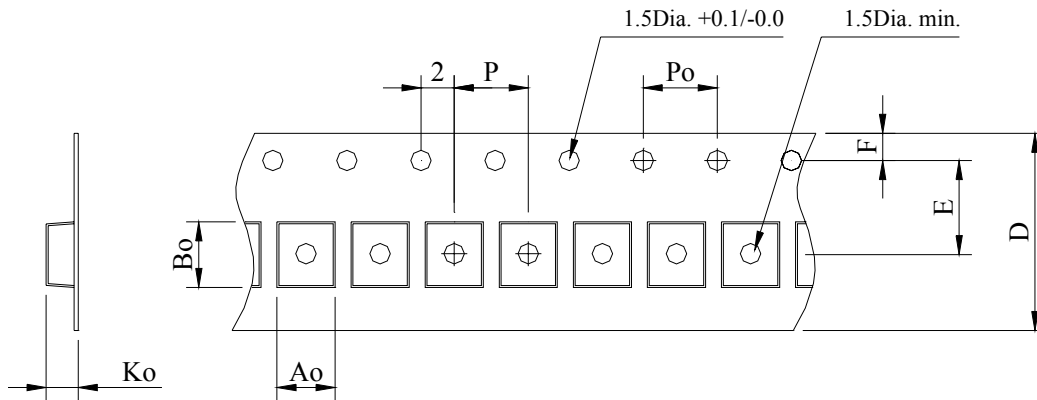 1.5Dia. +0.1/-0.0
1.5Dia. min.
2
P
Po
F
E
D
Bo
Ko
Ao